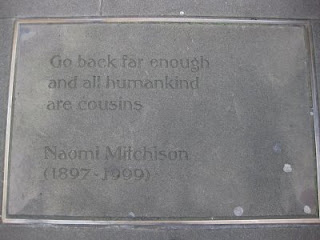 Go back far enough
and all humankind
are cousins
Naomi Mitchison
(1897-1999)